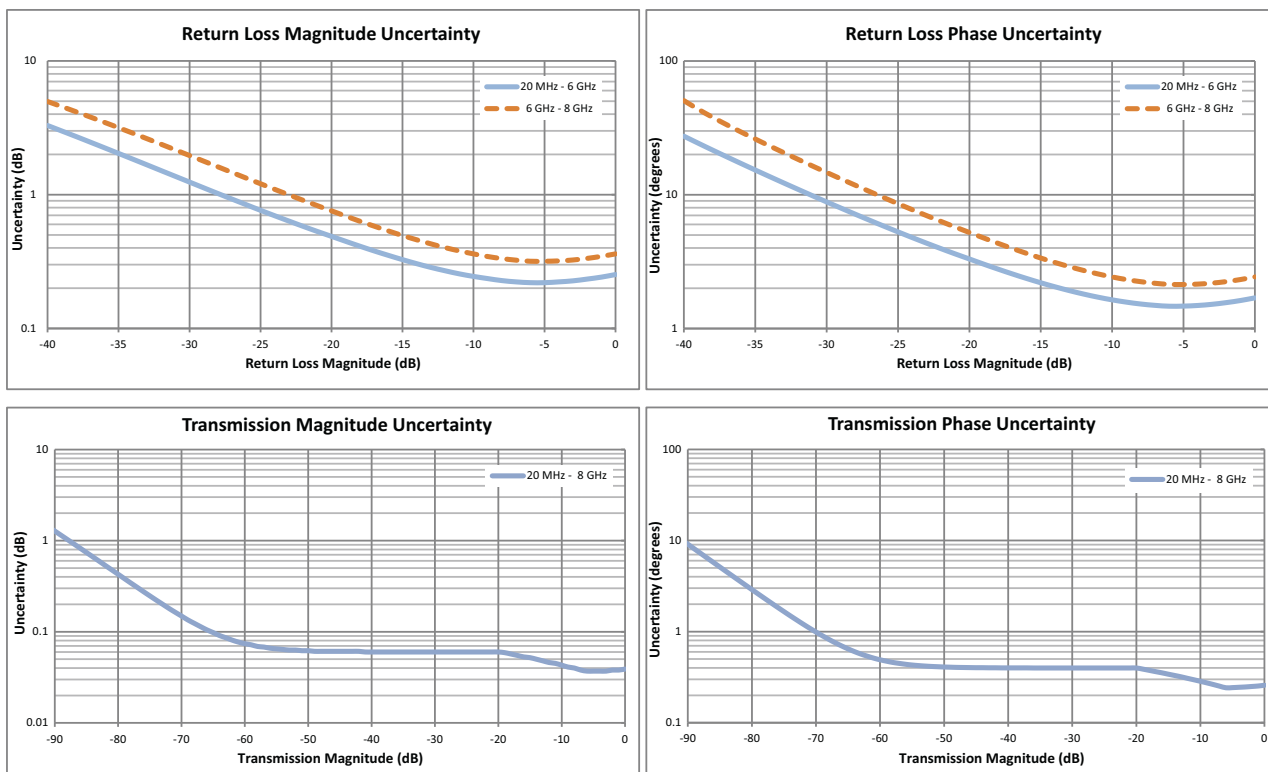 Return Loss Magnitude Uncertainty
10
1
0.1
Uncertainty (dB)
20 MHz - 6 GHz
6 GHz - 8 GHz
-40 -35 -30 -25 -20 -15 -10 -5 0
Return Loss Magnitude (dB)
Return Loss Phase Uncertainty
100
10
1
Uncertainty (degrees)
20 MHz - 6 GHz
6 GHz - 8 GHz
-40 -35 -30 -25 -20 -15 -10 -5 0
Return Loss Magnitude (dB)
Transmission Magnitude Uncertainty
10
1
0.1
0.01
Uncertainty (dB)
20 MHz - 8 GHz
-90 -80 -70 -60 -50 -40 -30 -20 -10 0
Transmission Magnitude (dB)
Transmission Phase Uncertainty
100
10
1
0.1
Uncertainty (degrees)
20 MHz - 8 GHz
-90 -80 -70 -60 -50 -40 -30 -20 -10 0
Transmission Magnitude (dB)